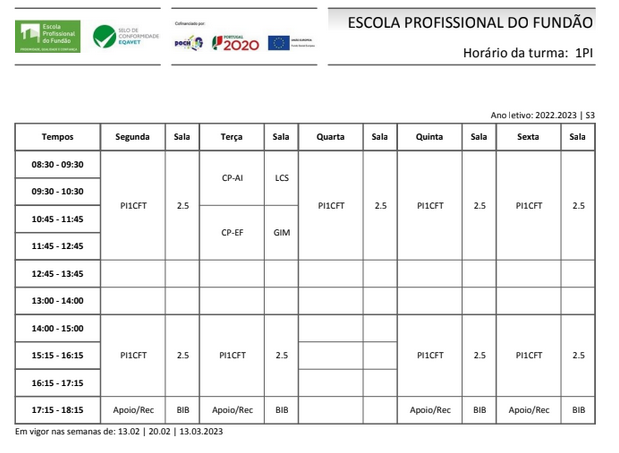 Escola
Profissional
do Fundão
SELO DE
CONFORMIDADE
EQAVET
Cofinanciado por:
POCH
PORTUGAL
2020
UNIÃO EUROPEIA
Fundo Social Europeu
ESCOLA PROFISSIONAL DO FUNDÃO
Horário da turma: 1PI
Ano letivo: 2022.2023 | S3
Tempos Segunda Sala Terça Sala Quarta Sala Quinta Sala Sexta Sala
08:30 - 09:30
CP-AI LCS
09:30 - 10:30
PI1CFT 2.5 PI1CFT 2.5 PI1CFT 2.5 PI1CFT 2.5
10:45 - 11:45
CP-EF GIM
11:45 - 12:45
12:45 - 13:45
13:00 - 14:00
14:00 - 15:00
15:15 - 16:15 PI1CFT 2.5 PI1CFT 2.5 PI1CFT 2.5 PI1CFT 2.5
16:15 - 17:15
17:15 - 18:15 Apoio/Rec BIB Apoio/Rec BIB Apoio/Rec BIB Apoio/Rec BIB
Em vigor nas semanas de: 13.02 | 20.02 | 13.03.2023